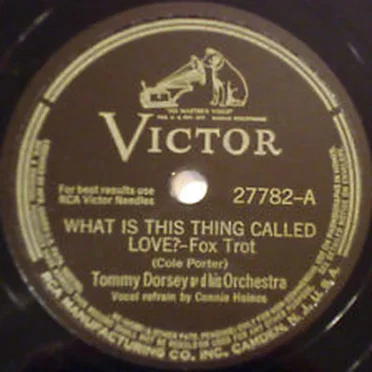 "HIS MASTER'S VOICE"
VICTOR
For best results use
RCA Victor Needles
27782-A
WHAT IS THIS THING CALLED
LOVE?-Fox Trot
(Cole Porter)
Tommy Dorsey and his Orchestra
Vocal refrain by Connie Haines
RCA MANUFACTURING CO. INC. CAMDEN, N.J., U.S.A.